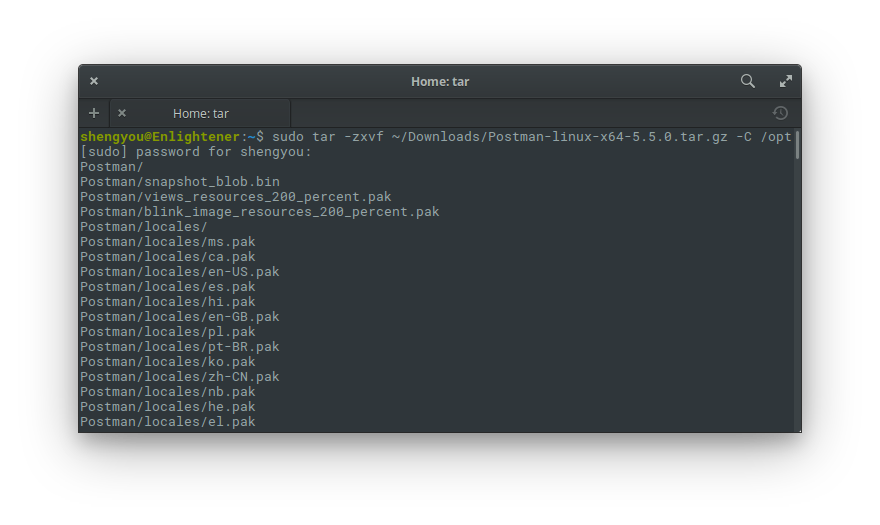 Home: tar
Home: tar
shengyou@Enlightener:~$ sudo tar -zxvf ~/Downloads/Postman-linux-x64-5.5.0.tar.gz -C /opt
[sudo] password for shengyou:
Postman/
Postman/snapshot_blob.bin
Postman/views_resources_200_percent.pak
Postman/blink_image_resources_200_percent.pak
Postman/locales/
Postman/locales/ms.pak
Postman/locales/ca.pak
Postman/locales/en-US.pak
Postman/locales/es.pak
Postman/locales/hi.pak
Postman/locales/en-GB.pak
Postman/locales/pl.pak
Postman/locales/pt-BR.pak
Postman/locales/ko.pak
Postman/locales/zh-CN.pak
Postman/locales/nb.pak
Postman/locales/he.pak
Postman/locales/el.pak